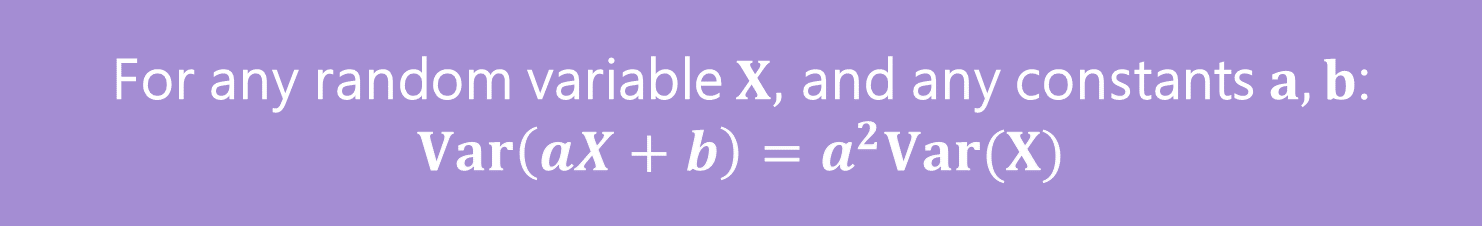 For any random variable X, and any constants a, b:
Var(aX + b) = a²Var(X)